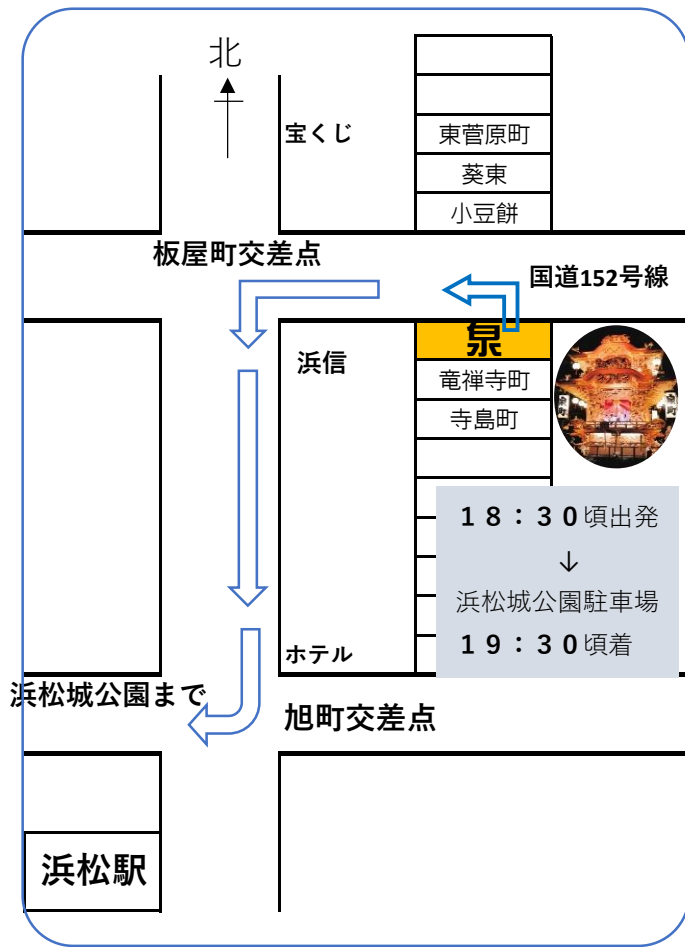 北
宝くじ
東菅原町
葵東
小豆餅
板屋町交差点
国道152号線
泉
浜信
竜禅寺町
寺島町
18:30頃出発
↓
浜松城公園駐車場
19:30頃着
ホテル
浜松城公園まで
旭町交差点
浜松駅